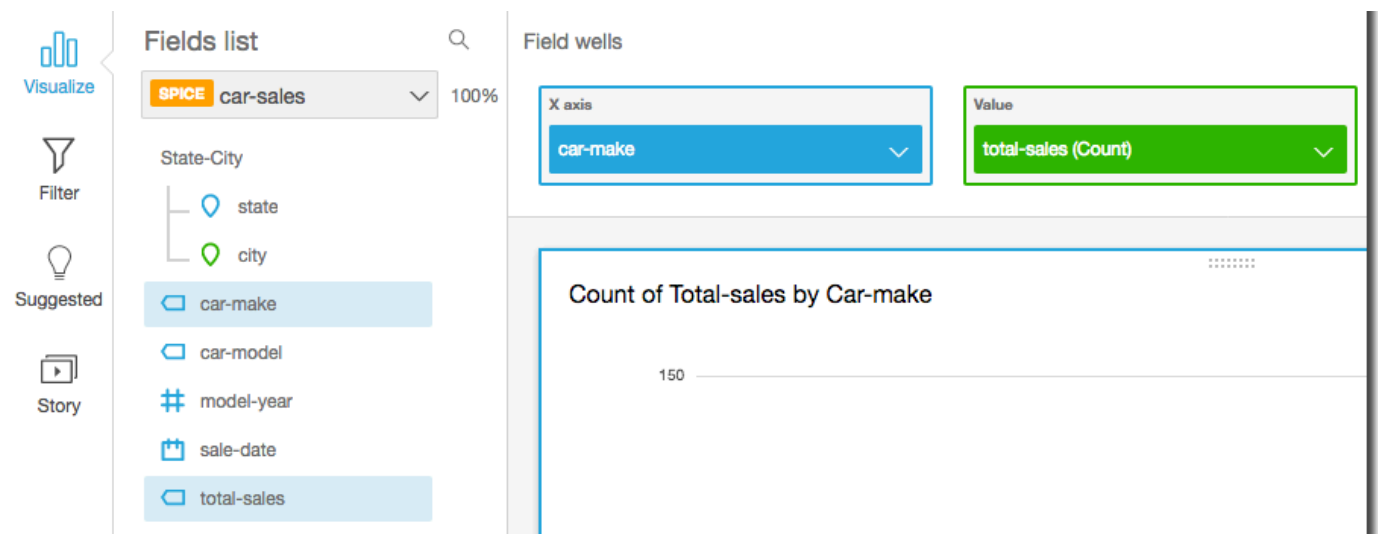 Visualize
Filter
Suggested
Story
Fields list
SPICE car-sales 100%
State-City
state
city
car-make
car-model
model-year
sale-date
total-sales
Field wells
X axis
car-make
Value
total-sales (Count)
Count of Total-sales by Car-make
150